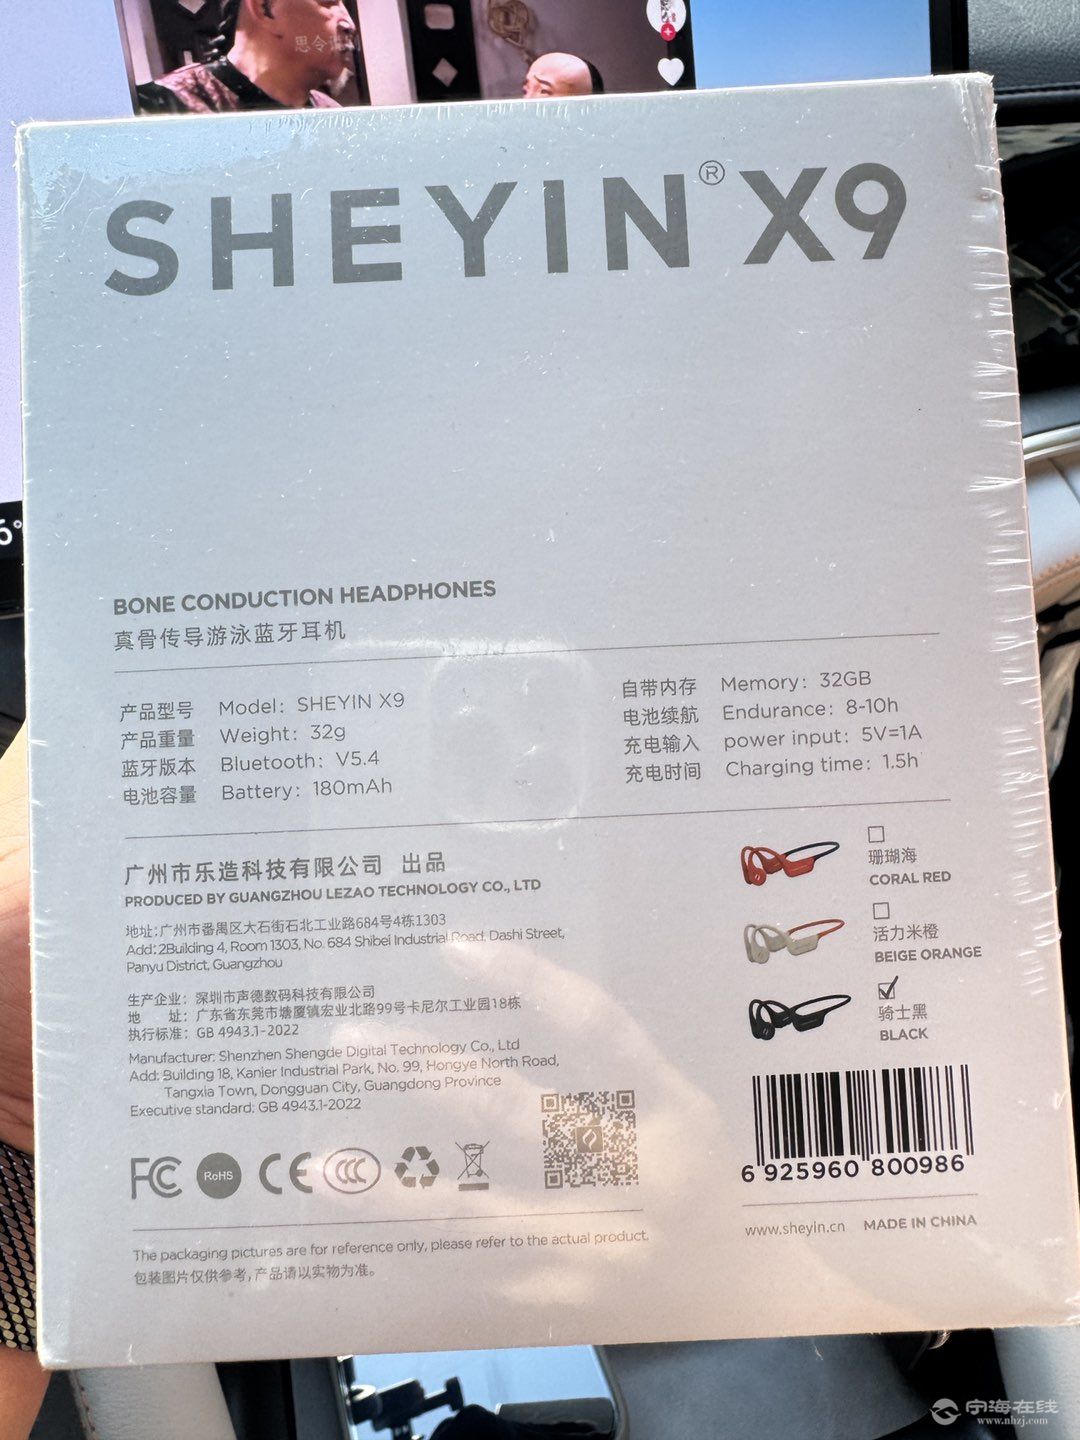 思令
SHEYIN® X9
6°
BONE CONDUCTION HEADPHONES
真骨传导游泳蓝牙耳机
产品型号 Model: SHEYIN X9
产品重量 Weight: 32g
蓝牙版本 Bluetooth: V5.4
电池容量 Battery: 180mAh
自带内存 Memory: 32GB
电池续航 Endurance: 8-10h
充电输入 power input: 5V=1A
充电时间 Charging time: 1.5h
广州市乐造科技有限公司 出品
PRODUCED BY GUANGZHOU LEZAO TECHNOLOGY CO., LTD
地址:广州市番禺区大石街石北工业路684号4栋1303
Add: 2Building 4, Room 1303, No. 684 Shibei Industrial Road, Dashi Street,
Panyu District, Guangzhou
生产企业: 深圳市声德数码科技有限公司
地 址: 广东省东莞市塘厦镇宏业北路99号卡尼尔工业园18栋
执行标准: GB 4943.1-2022
Manufacturer: Shenzhen Shengde Digital Technology Co., Ltd
Add: Building 18, Kanier Industrial Park, No. 99, Hongye North Road,
Tangxia Town, Dongguan City, Guangdong Province
Executive standard: GB 4943.1-2022
珊瑚海
CORAL RED
活力米橙
BEIGE ORANGE
骑士黑
BLACK
FC RoHS CE CCC
6 925960 800986
www.sheyin.cn MADE IN CHINA
The packaging pictures are for reference only, please refer to the actual product.
包装图片仅供参考,产品请以实物为准。
宁海在线
www.nhzj.com